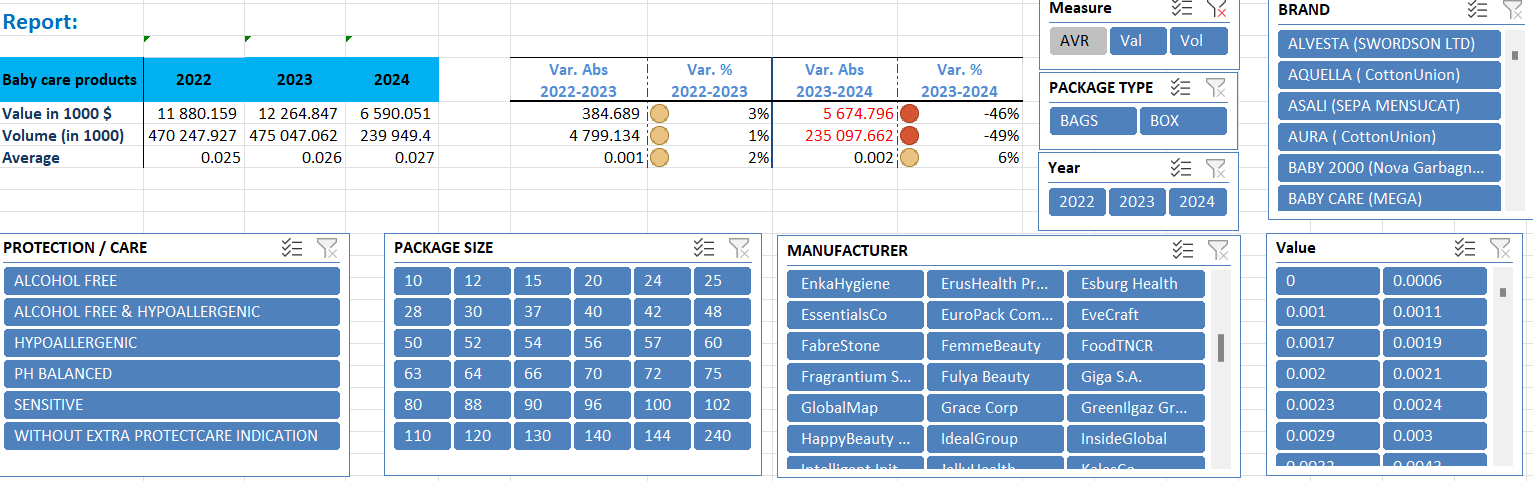 Report:
Baby care products 2022 2023 2024
Var. Abs 2022-2023 Var. % 2022-2023 Var. Abs 2023-2024 Var. % 2023-2024
Value in 1000 $ 11 880.159 12 264.847 6 590.051 384.689 3% 5 674.796 -46%
Volume (in 1000) 470 247.927 475 047.062 239 949.4 4 799.134 1% 235 097.662 -49%
Average 0.025 0.026 0.027 0.001 2% 0.002 6%
Measure
AVR Val Vol
PACKAGE TYPE
BAGS BOX
Year
2022 2023 2024
BRAND
ALVESTA (SWORDSON LTD)
AQUELLA ( CottonUnion)
ASALI (SEPA MENSUCAT)
AURA ( CottonUnion)
BABY 2000 (Nova Garbagn...
BABY CARE (MEGA)
PROTECTION / CARE
ALCOHOL FREE
ALCOHOL FREE & HYPOALLERGENIC
HYPOALLERGENIC
PH BALANCED
SENSITIVE
WITHOUT EXTRA PROTECTCARE INDICATION
PACKAGE SIZE
10 12 15 20 24 25
28 30 37 40 42 48
50 52 54 56 57 60
63 64 66 70 72 75
80 88 90 96 100 102
110 120 130 140 144 240
MANUFACTURER
EnkaHygiene ErusHealth Pr... Esburg Health
EssentialsCo EuroPack Com... EveCraft
FabreStone FemmeBeauty FoodTNCR
Fragrantium S... Fulya Beauty Giga S.A.
GlobalMap Grace Corp GreenIlgaz Gr...
HappyBeauty ... IdealGroup InsideGlobal
Value
0 0.0006
0.001 0.0011
0.0017 0.0019
0.002 0.0021
0.0023 0.0024
0.0029 0.003